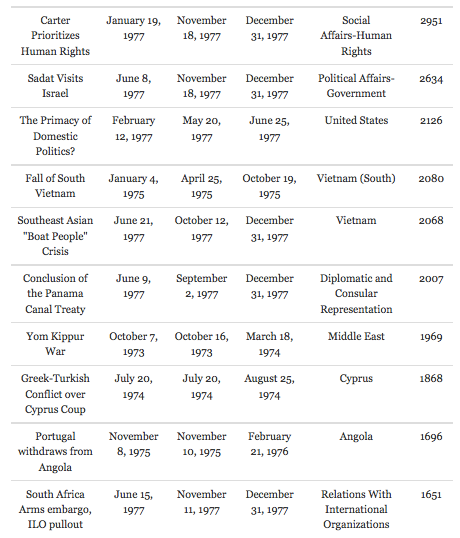 Carter Prioritizes Human Rights January 19, 1977 November 18, 1977 December 31, 1977 Social Affairs-Human Rights 2951
Sadat Visits Israel June 8, 1977 November 18, 1977 December 31, 1977 Political Affairs-Government 2634
The Primacy of Domestic Politics? February 12, 1977 May 20, 1977 June 25, 1977 United States 2126
Fall of South Vietnam January 4, 1975 April 25, 1975 October 19, 1975 Vietnam (South) 2080
Southeast Asian "Boat People" Crisis June 21, 1977 October 12, 1977 December 31, 1977 Vietnam 2068
Conclusion of the Panama Canal Treaty June 9, 1977 September 2, 1977 December 31, 1977 Diplomatic and Consular Representation 2007
Yom Kippur War October 7, 1973 October 16, 1973 March 18, 1974 Middle East 1969
Greek-Turkish Conflict over Cyprus Coup July 20, 1974 July 20, 1974 August 25, 1974 Cyprus 1868
Portugal withdraws from Angola November 8, 1975 November 10, 1975 February 21, 1976 Angola 1696
South Africa Arms embargo, ILO pullout June 15, 1977 November 11, 1977 December 31, 1977 Relations With International Organizations 1651